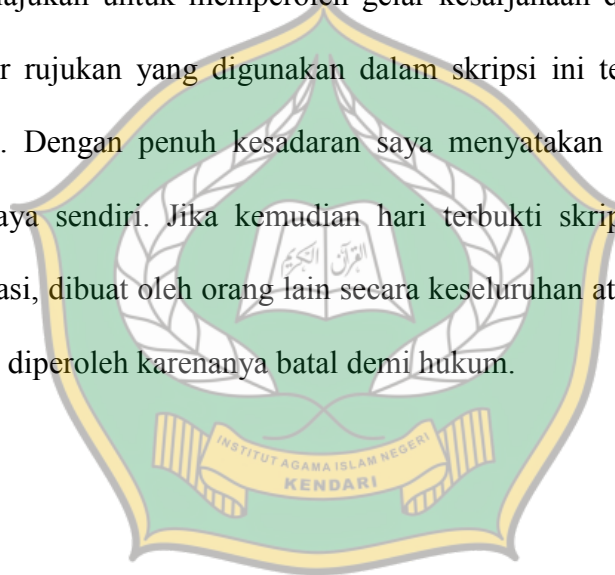 ajukan untuk memperoleh gelar kesarjanaan d
r rujukan yang digunakan dalam skripsi ini te
. Dengan penuh kesadaran saya menyatakan
aya sendiri. Jika kemudian hari terbukti skrip
القرآن الكريم
asi, dibuat oleh orang lain secara keseluruhan at
diperoleh karenanya batal demi hukum.
INSTITUT AGAMA ISLAM NEGERI
KENDARI